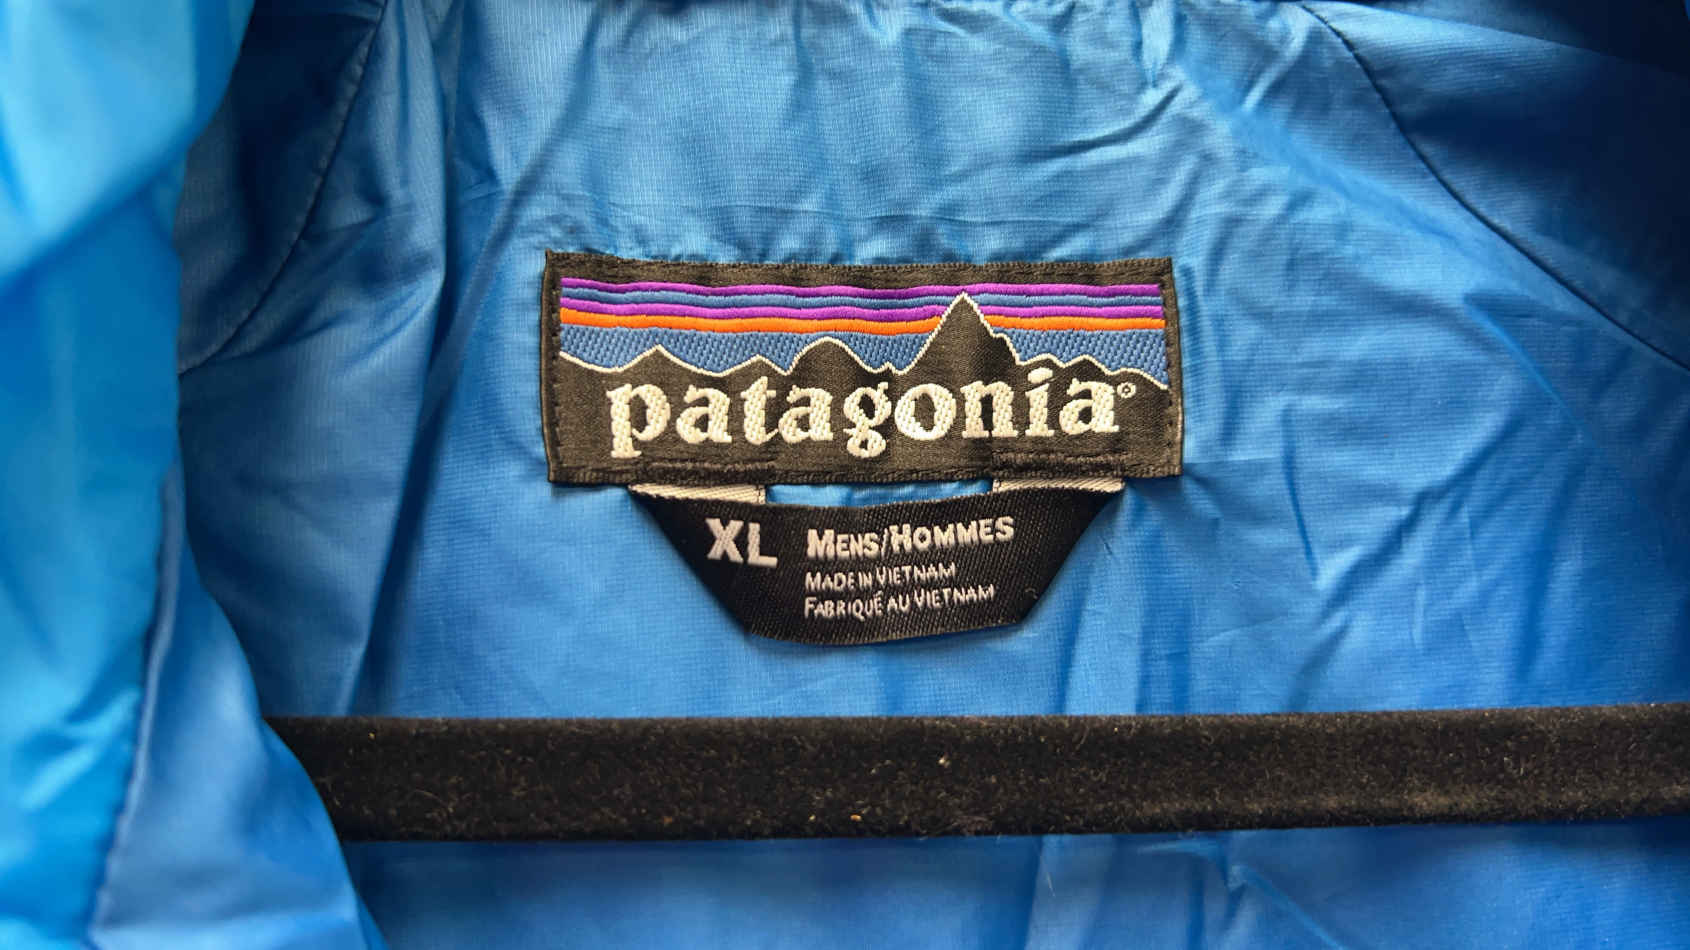 patagonia®
XL MENS/HOMMES
MADE IN VIETNAM
FABRIQUÉ AU VIETNAM